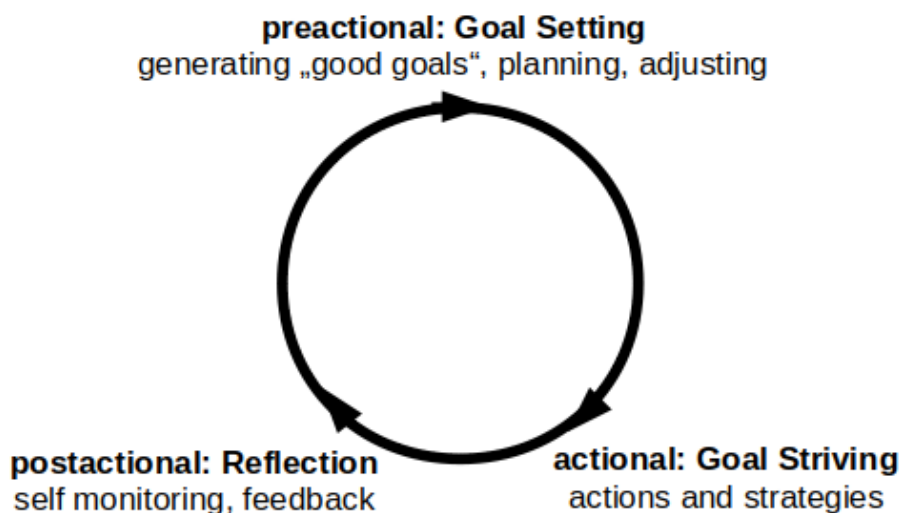 preactional: Goal Setting
generating „good goals“, planning, adjusting
postactional: Reflection
self monitoring, feedback
actional: Goal Striving
actions and strategies